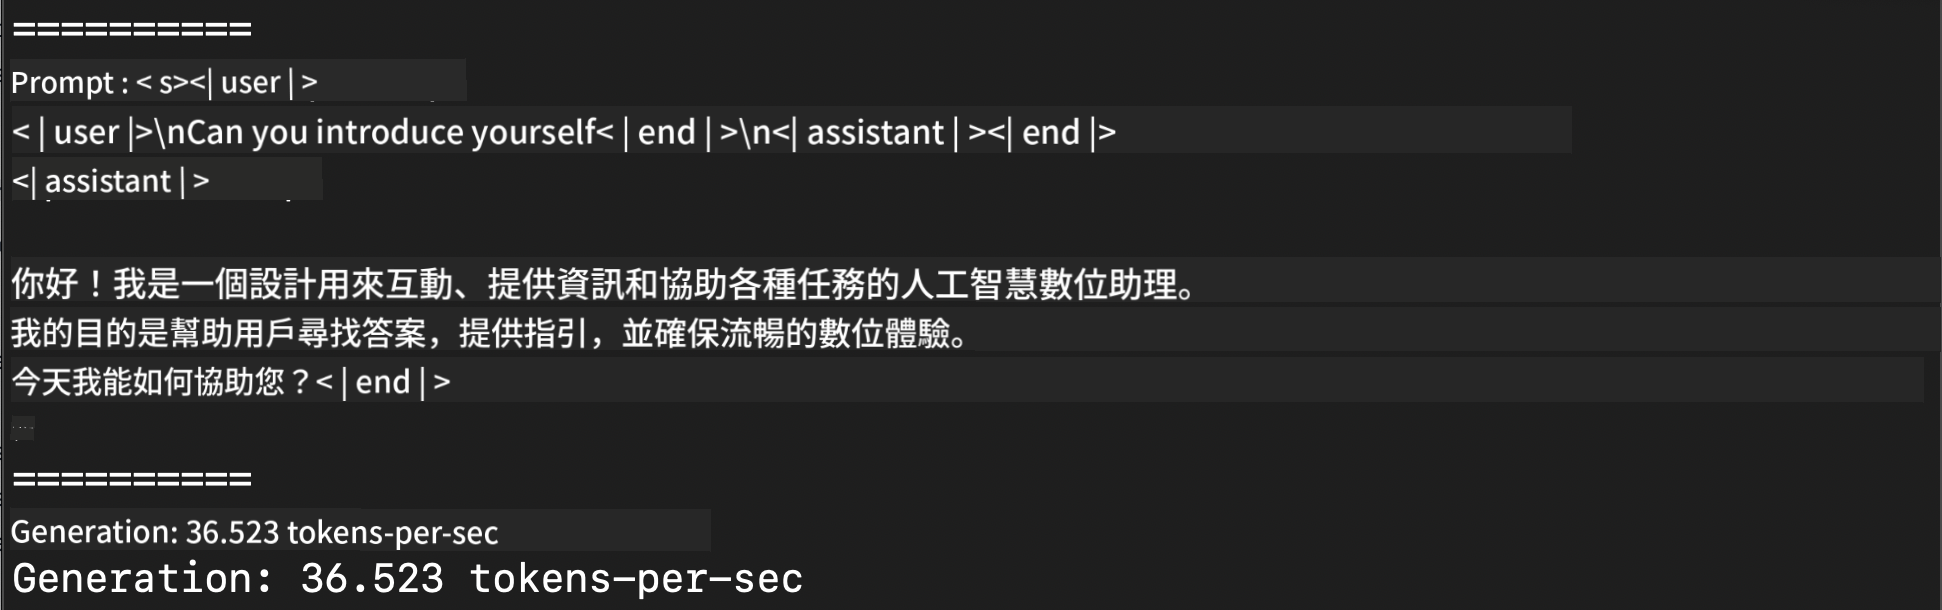 ==========
Prompt : < s><| user | >
< | user |>\nCan you introduce yourself< | end | >\n<| assistant | ><| end |>
<| assistant | >
你好！我是一個設計用來互動、提供資訊和協助各種任務的人工智慧數位助理。
我的目的是幫助用戶尋找答案，提供指引，並確保流暢的數位體驗。
今天我能如何協助您？< | end | >
==========
Generation: 36.523 tokens-per-sec
Generation: 36.523 tokens-per-sec